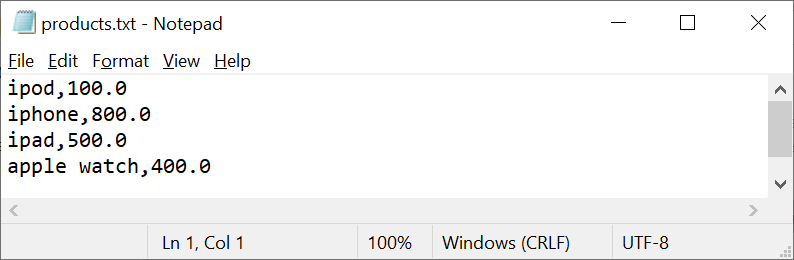 products.txt - Notepad
File Edit Format View Help
ipod,100.0
iphone,800.0
ipad,500.0
apple watch,400.0
Ln 1, Col 1 100% Windows (CRLF) UTF-8